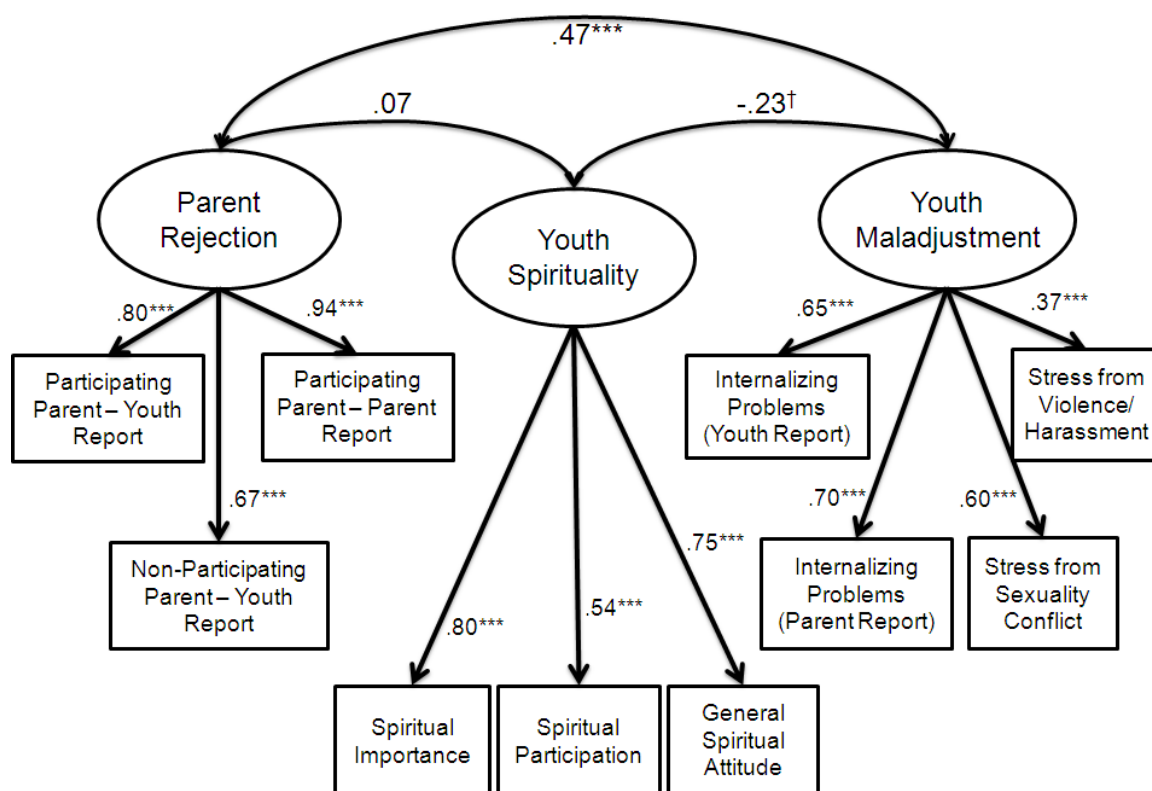 .47***
.07
-.23†
Parent
Rejection
Youth
Spirituality
Youth
Maladjustment
.80***
.94***
.65***
.37***
Participating
Parent – Youth
Report
Participating
Parent – Parent
Report
Internalizing
Problems
(Youth Report)
Stress from
Violence/
Harassment
.67***
.70***
.60***
.75***
Non-Participating
Parent – Youth
Report
Internalizing
Problems
(Parent Report)
Stress from
Sexuality
Conflict
.80***
.54***
Spiritual
Importance
Spiritual
Participation
General
Spiritual
Attitude